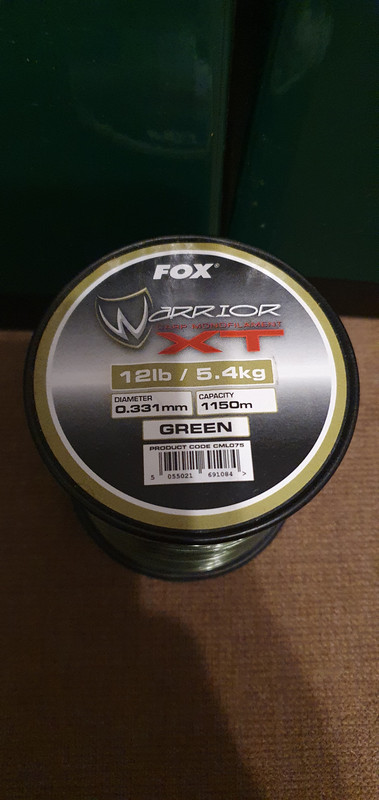 FOX®
WARRIOR
CARP MONOFILAMENT
XT
12lb / 5.4kg
DIAMETER
0.331mm
CAPACITY
1150m
GREEN
PRODUCT CODE CML075
5 055021 691084 >